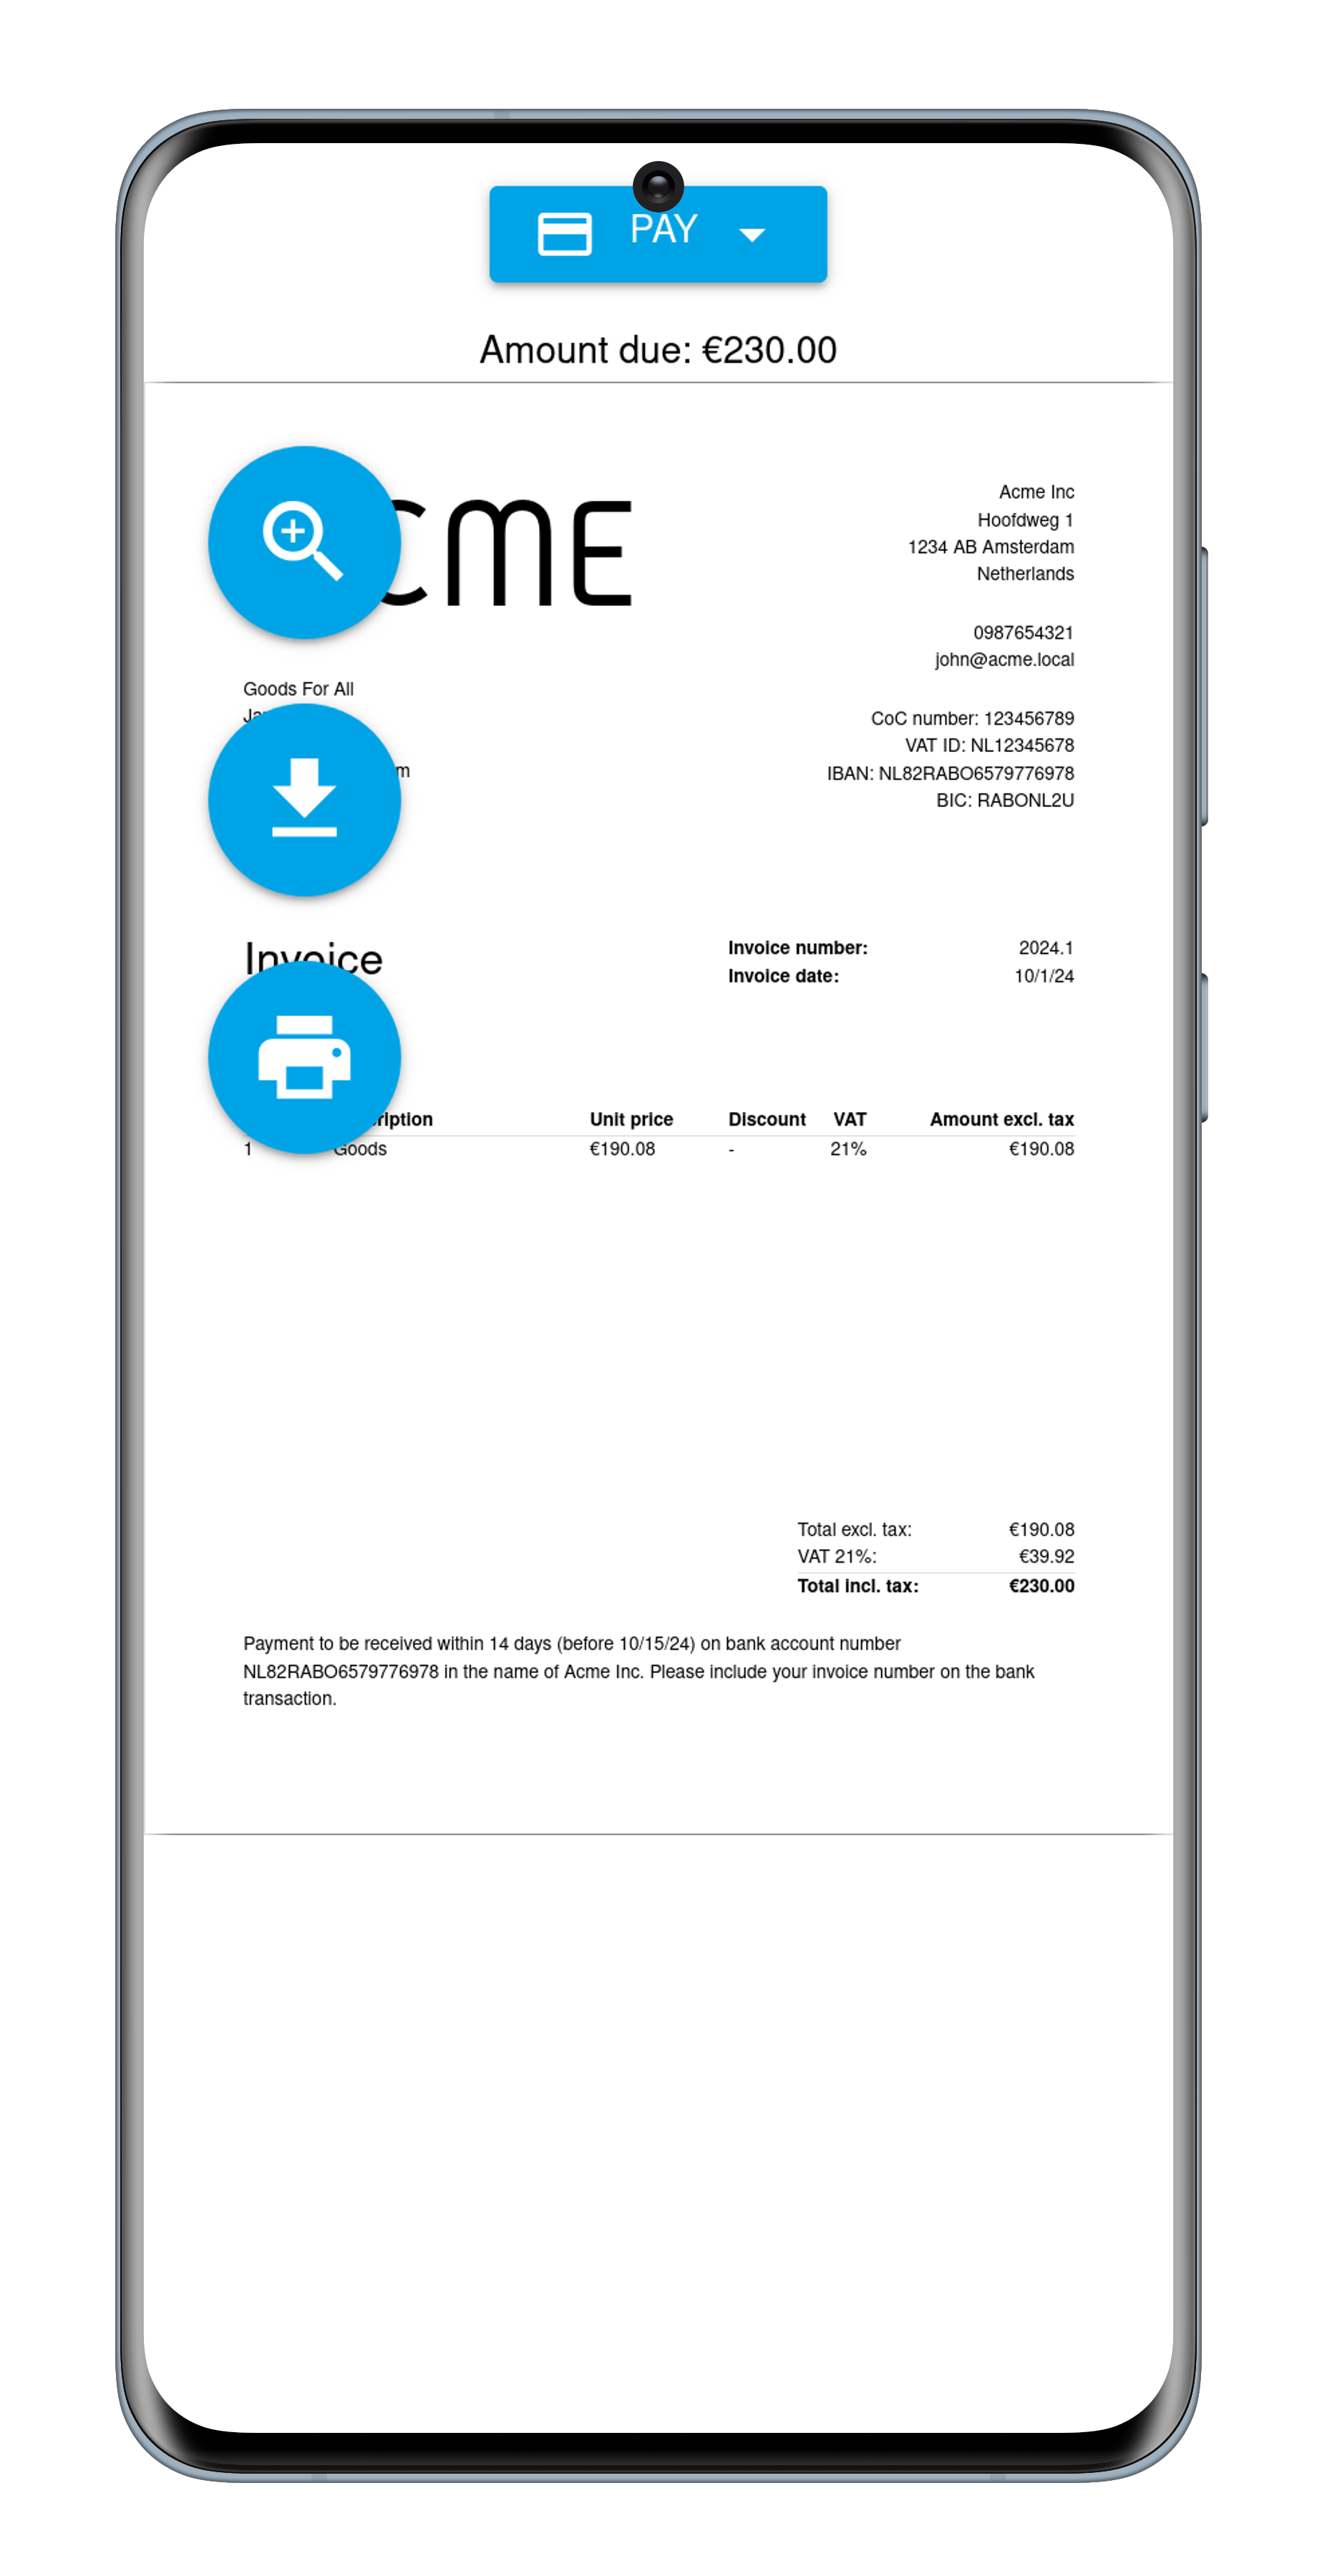 PAY
Amount due: €230.00
CME
Acme Inc
Hoofdweg 1
1234 AB Amsterdam
Netherlands
0987654321
john@acme.local
Goods For All
CoC number: 123456789
VAT ID: NL12345678
IBAN: NL82RABO6579776978
BIC: RABONL2U
Invoice
Invoice number: 2024.1
Invoice date: 10/1/24
ription Unit price Discount VAT Amount excl. tax
1 Goods €190.08 - 21% €190.08
Total excl. tax: €190.08
VAT 21%: €39.92
Total incl. tax: €230.00
Payment to be received within 14 days (before 10/15/24) on bank account number
NL82RABO6579776978 in the name of Acme Inc. Please include your invoice number on the bank
transaction.